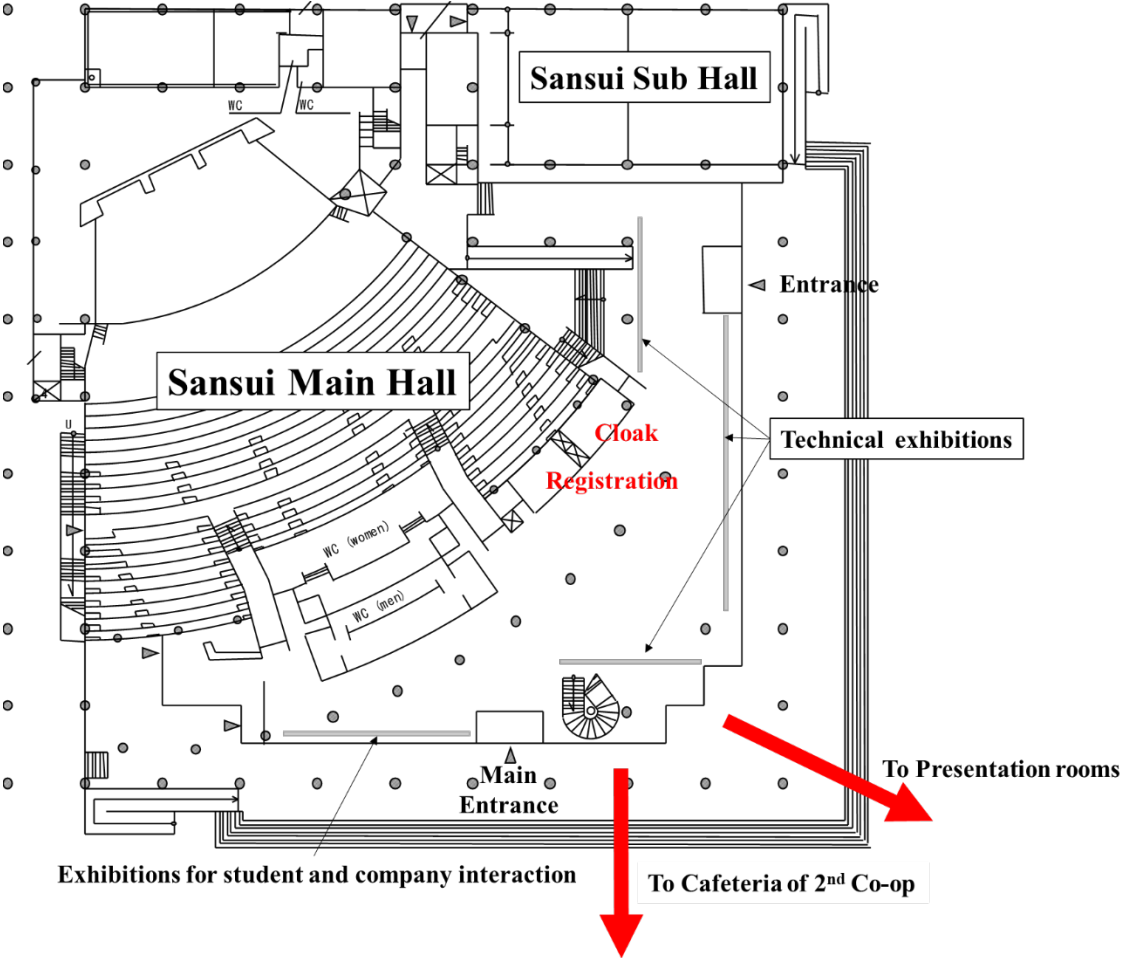 Sansui Sub Hall
WC
WC
Entrance
Sansui Main Hall
U
Cloak
Registration
Technical exhibitions
WC (women)
WC (men)
Main
Entrance
To Presentation rooms
Exhibitions for student and company interaction
To Cafeteria of 2nd Co-op